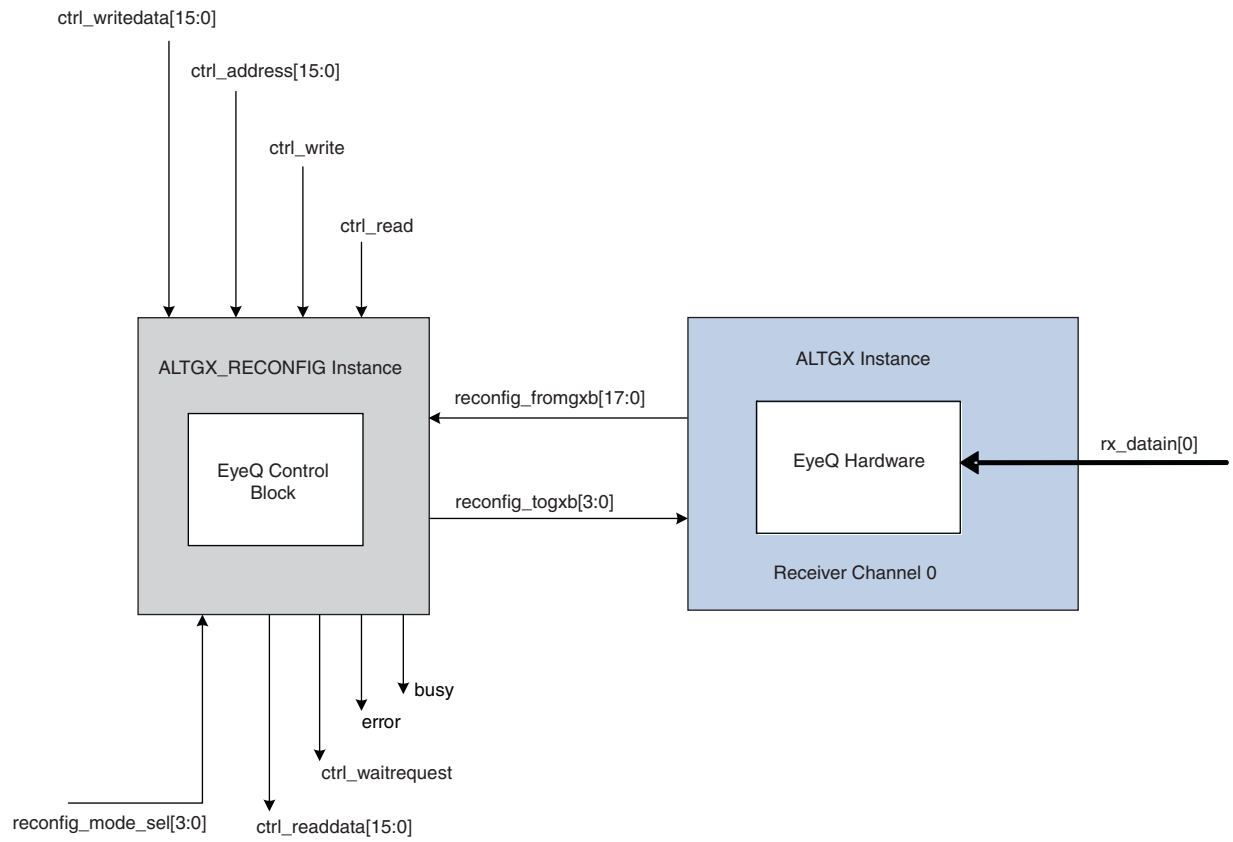 ctrl_writedata[15:0]
ctrl_address[15:0]
ctrl_write
ctrl_read
ALTGX_RECONFIG Instance
EyeQ Control
Block
reconfig_fromgxb[17:0]
reconfig_togxb[3:0]
ALTGX Instance
EyeQ Hardware
Receiver Channel 0
rx_datain[0]
busy
error
ctrl_waitrequest
reconfig_mode_sel[3:0]
ctrl_readdata[15:0]